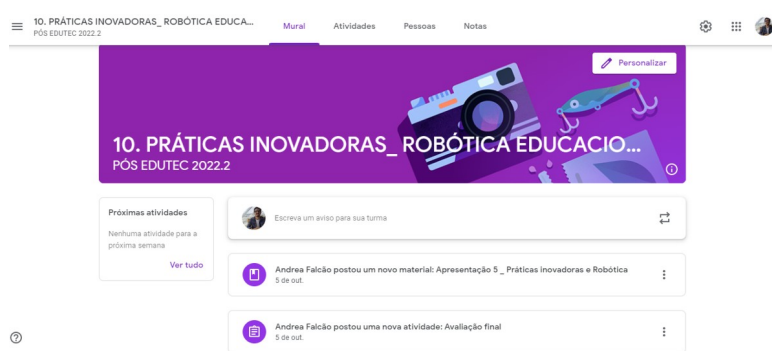 10. PRÁTICAS INOVADORAS_ ROBÓTICA EDUCA...
PÓS EDUTEC 2022.2
Mural
Atividades
Pessoas
Notas
Personalizar
10. PRÁTICAS INOVADORAS_ ROBÓTICA EDUCACIO...
PÓS EDUTEC 2022.2
Próximas atividades
Nenhuma atividade para a
próxima semana
Ver tudo
Escreva um aviso para sua turma
Andrea Falcão postou um novo material: Apresentação 5 _ Práticas inovadoras e Robótica
5 de out.
Andrea Falcão postou uma nova atividade: Avaliação final
5 de out.